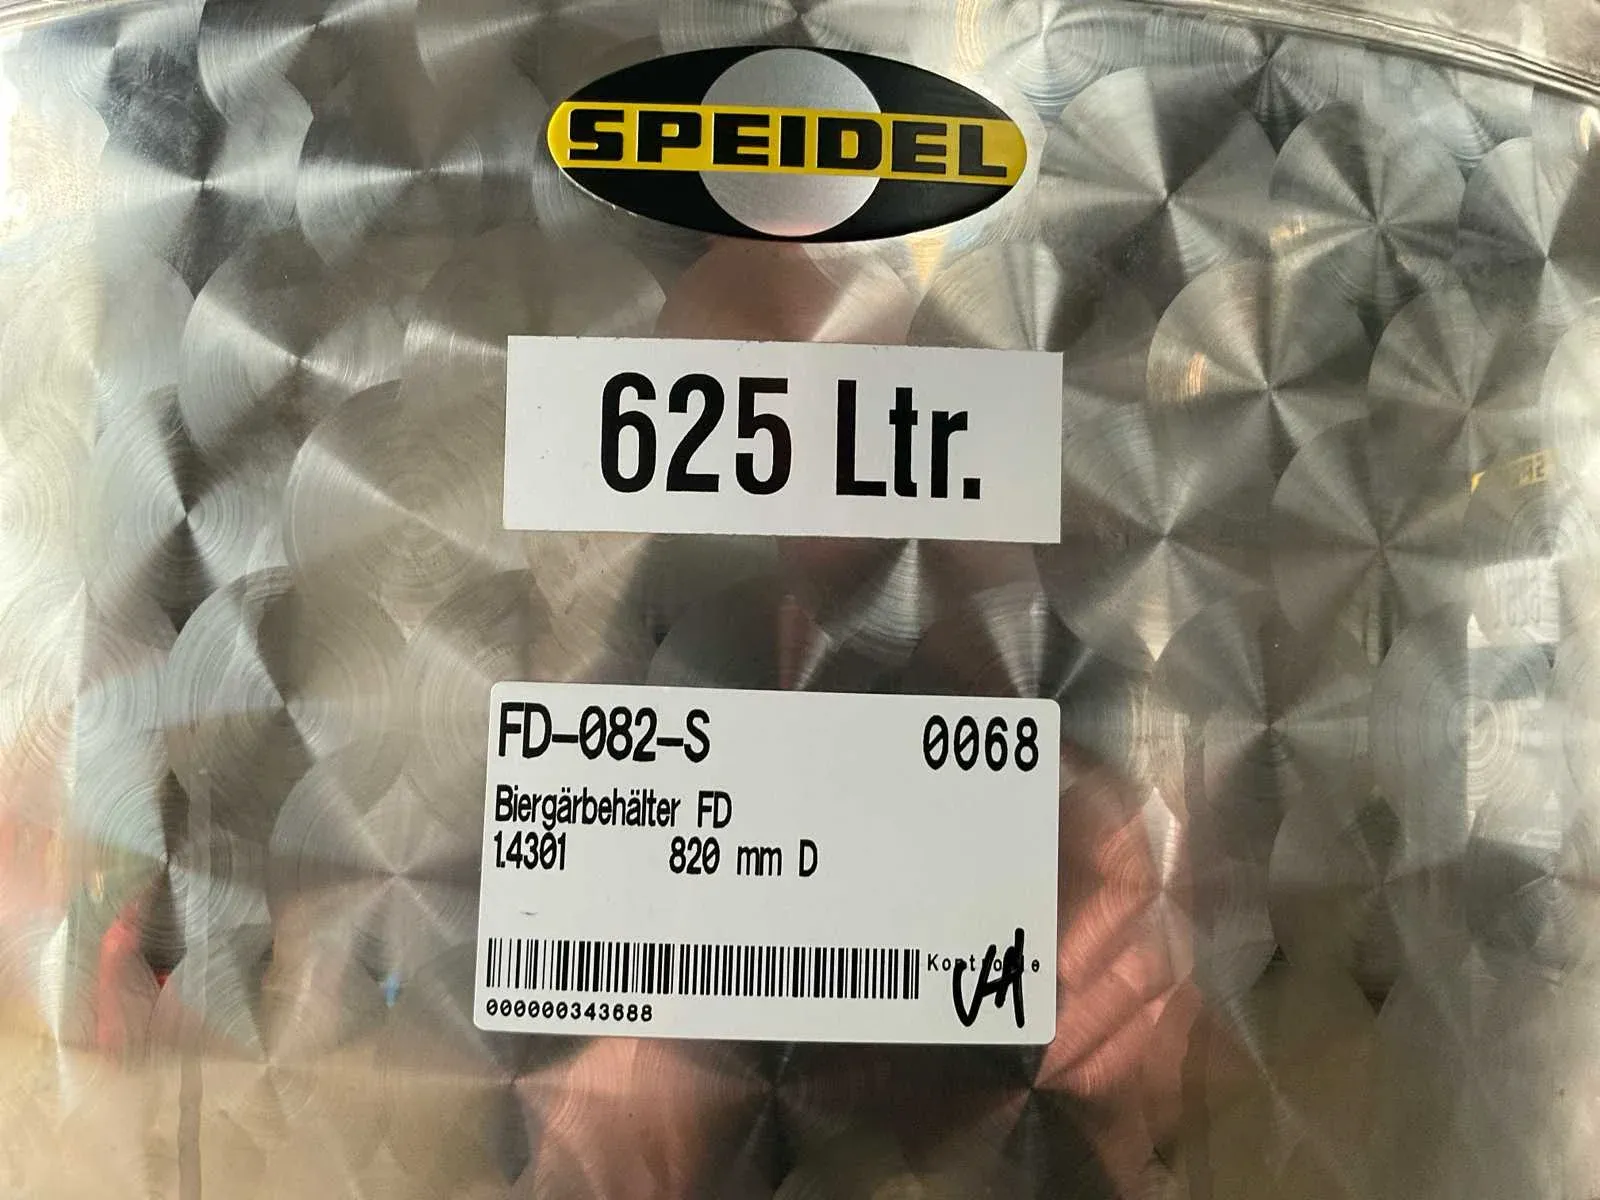 SPEIDEL
625 Ltr.
FD-082-S 0068
Biergärbehälter FD
1.4301 820 mm D
Kontrolle
000000343688